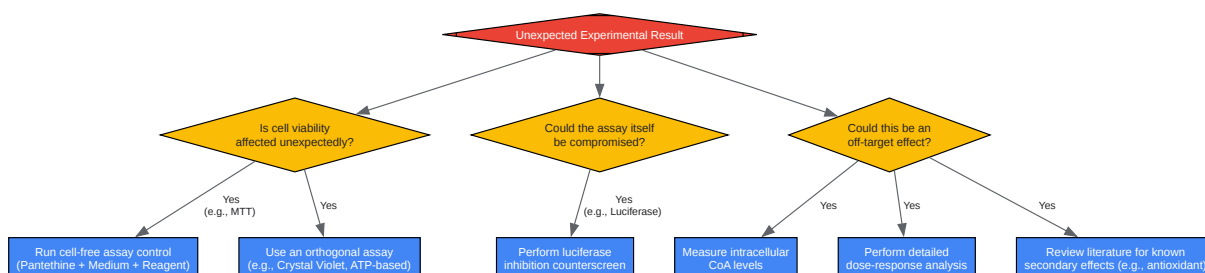 Unexpected Experimental Result
Is cell viability
affected unexpectedly?
Could the assay itself
be compromised?
Could this be an
off-target effect?
Yes
(e.g., MTT)
Yes
Yes
(e.g., Luciferase)
Yes
Yes
Yes
Run cell-free assay control
(Pantethine + Medium + Reagent)
Use an orthogonal assay
(e.g., Crystal Violet, ATP-based)
Perform luciferase
inhibition counterscreen
Measure intracellular
CoA levels
Perform detailed
dose-response analysis
Review literature for known
secondary effects (e.g., antioxidant)